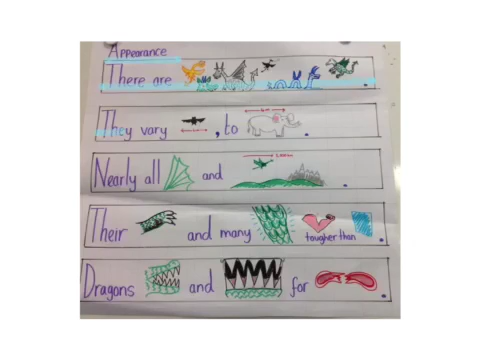 Appearance
There are .
They vary , to .
Nearly all and .
Their and many tougher than .
Dragons and for .